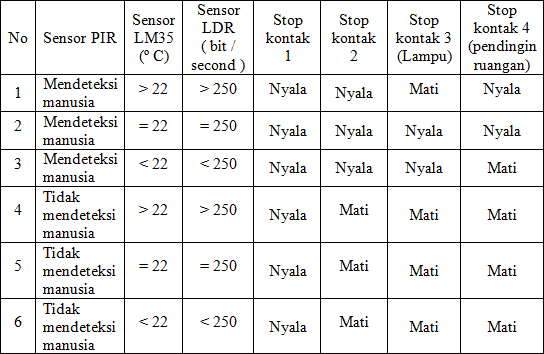 No Sensor PIR Sensor LM35 (º C) Sensor LDR ( bit / second ) Stop kontak 1 Stop kontak 2 Stop kontak 3 (Lampu) Stop kontak 4 (pendingin ruangan)
1 Mendeteksi manusia > 22 > 250 Nyala Nyala Mati Nyala
2 Mendeteksi manusia = 22 = 250 Nyala Nyala Nyala Nyala
3 Mendeteksi manusia < 22 < 250 Nyala Nyala Nyala Mati
4 Tidak mendeteksi manusia > 22 > 250 Nyala Mati Mati Mati
5 Tidak mendeteksi manusia = 22 = 250 Nyala Mati Mati Mati
6 Tidak mendeteksi manusia < 22 < 250 Nyala Mati Mati Mati